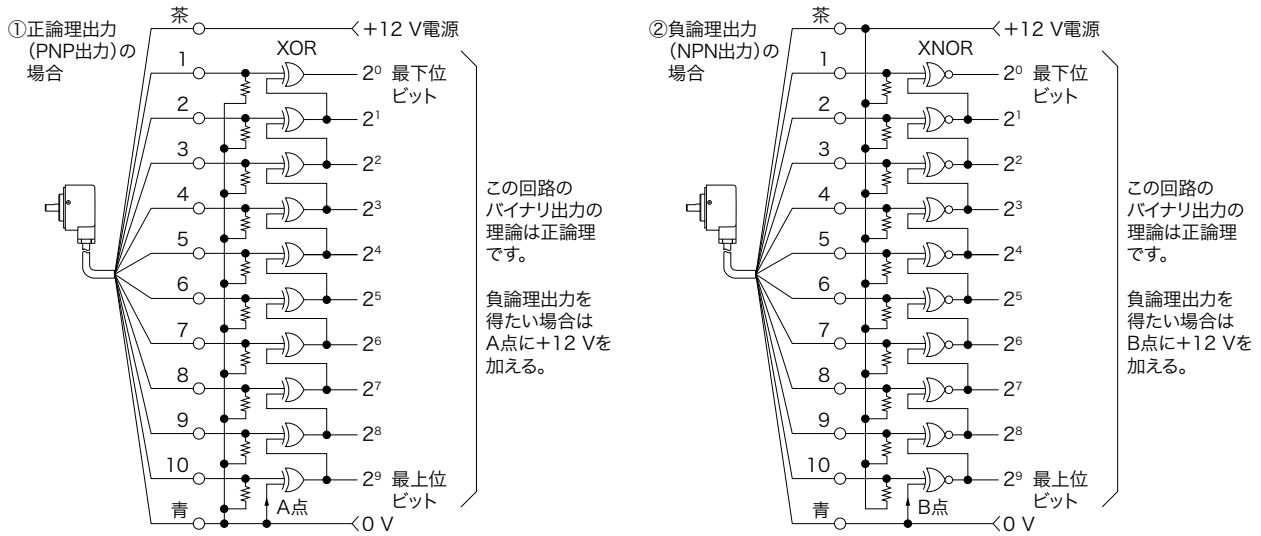 ①正論理出力
(PNP出力)の
場合
茶
+12 V電源
XOR
1
2⁰ 最下位
ビット
2
2¹
3
2²
4
2³
5
2⁴
6
2⁵
7
2⁶
8
2⁷
9
2⁸
10
2⁹ 最上位
ビット
A点
青
0 V
この回路の
バイナリ出力の
理論は正論理
です。
負論理出力を
得たい場合は
A点に+12 Vを
加える。
②負論理出力
(NPN出力)の
場合
茶
+12 V電源
XNOR
1
2⁰ 最下位
ビット
2
2¹
3
2²
4
2³
5
2⁴
6
2⁵
7
2⁶
8
2⁷
9
2⁸
10
2⁹ 最上位
ビット
B点
青
0 V
この回路の
バイナリ出力の
理論は正論理
です。
負論理出力を
得たい場合は
B点に+12 Vを
加える。